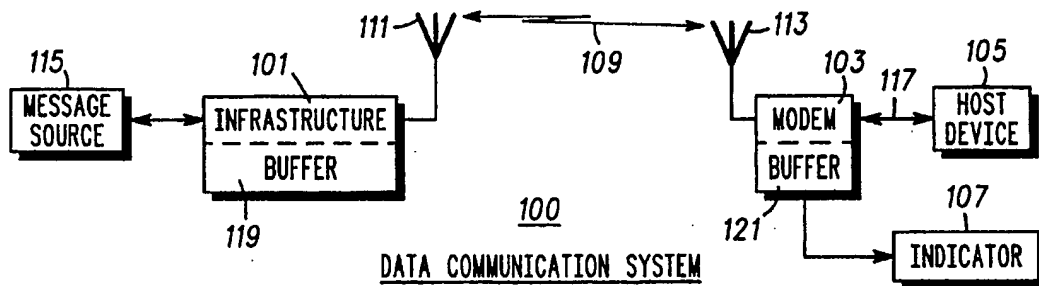 111
113
109
115
101
103
117
105
MESSAGE
SOURCE
INFRASTRUCTURE
BUFFER
MODEM
BUFFER
HOST
DEVICE
119
100
121
107
INDICATOR
DATA COMMUNICATION SYSTEM